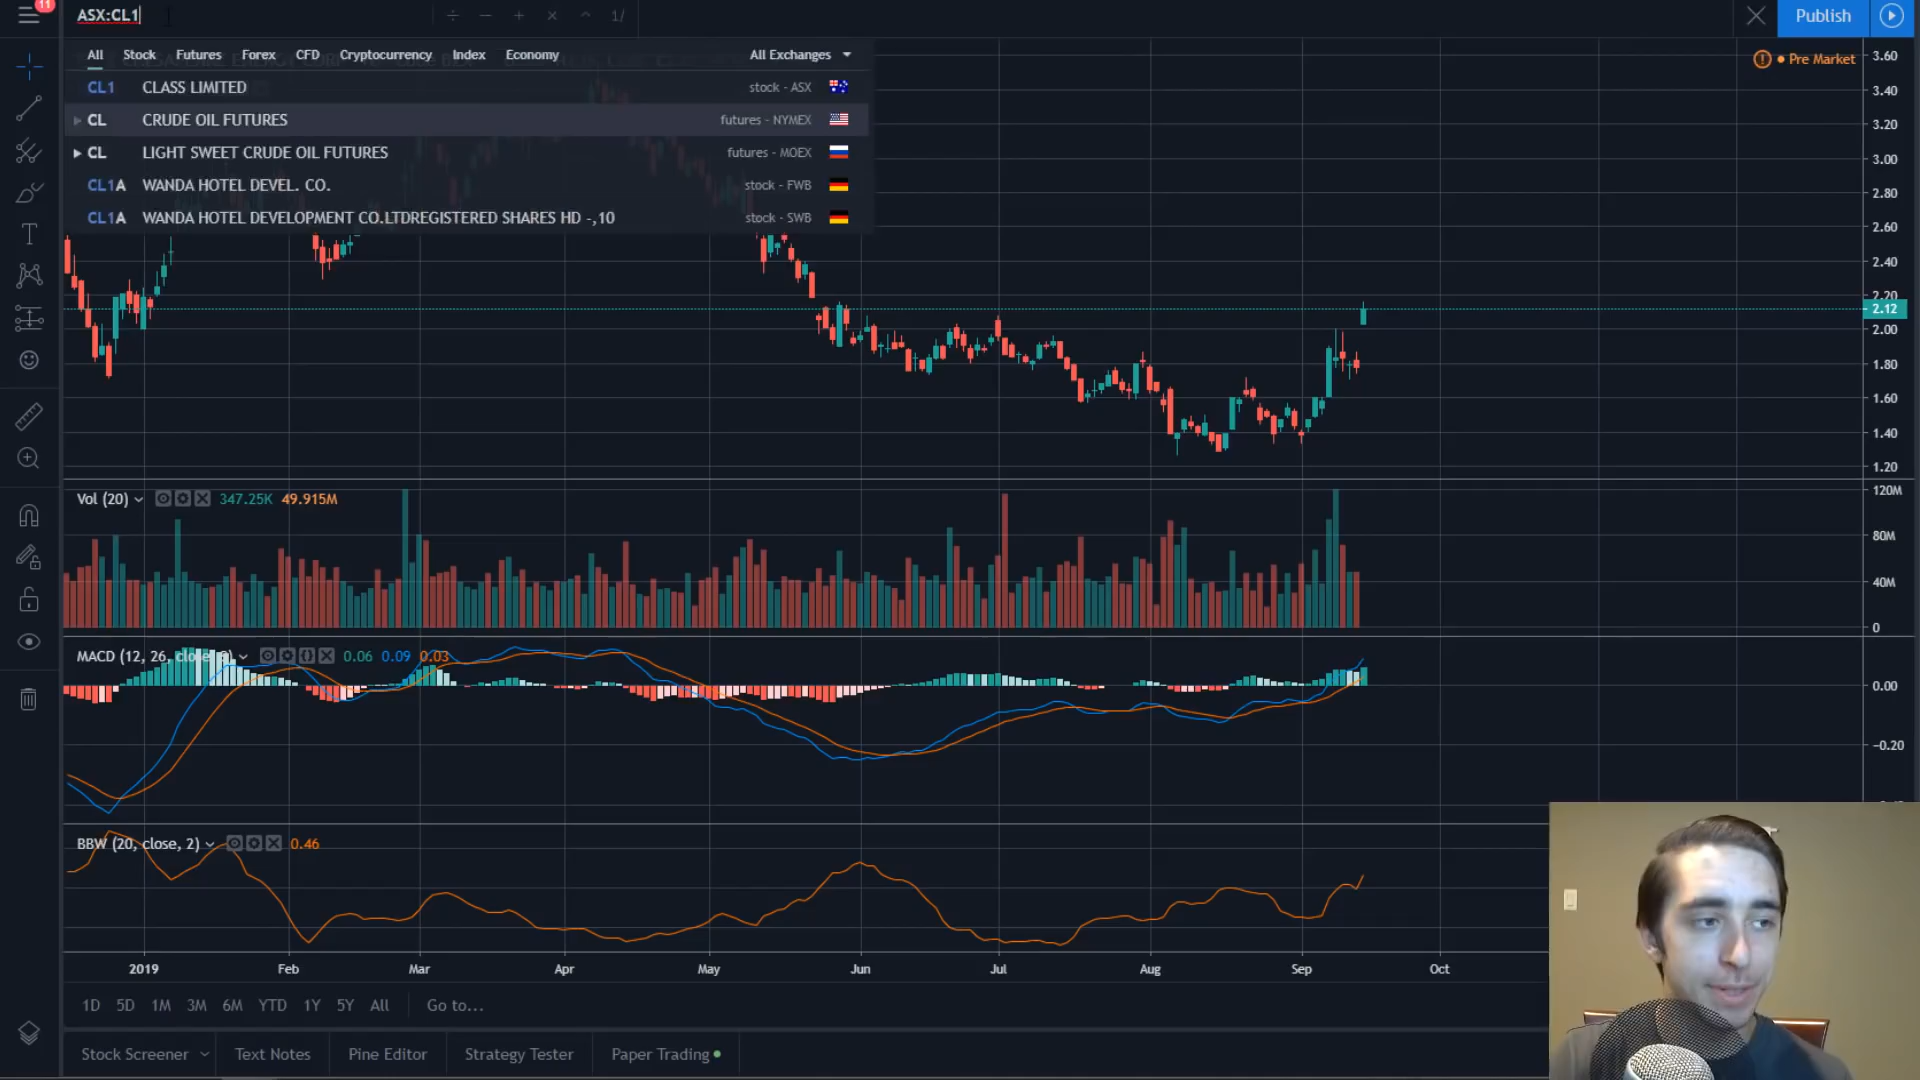 11
ASX:CL1
1/
Publish
All Stock Futures Forex CFD Cryptocurrency Index Economy All Exchanges
Pre Market
CL1 CLASS LIMITED stock - ASX
CL CRUDE OIL FUTURES futures - NYMEX
CL LIGHT SWEET CRUDE OIL FUTURES futures - MOEX
CL1A WANDA HOTEL DEVEL. CO. stock - FWB
CL1A WANDA HOTEL DEVELOPMENT CO.LTDREGISTERED SHARES HD -,10 stock - SWB
3.60
3.40
3.20
3.00
2.80
2.60
2.40
2.20
2.12
2.00
1.80
1.60
1.40
1.20
Vol (20) 347.25K 49.915M
120M
80M
40M
0
MACD (12, 26, close, 9) 0.06 0.09 0.03
0.00
−0.20
BBW (20, close, 2) 0.46
2019 Feb Mar Apr May Jun Jul Aug Sep Oct
1D 5D 1M 3M 6M YTD 1Y 5Y All Go to...
Stock Screener Text Notes Pine Editor Strategy Tester Paper Trading